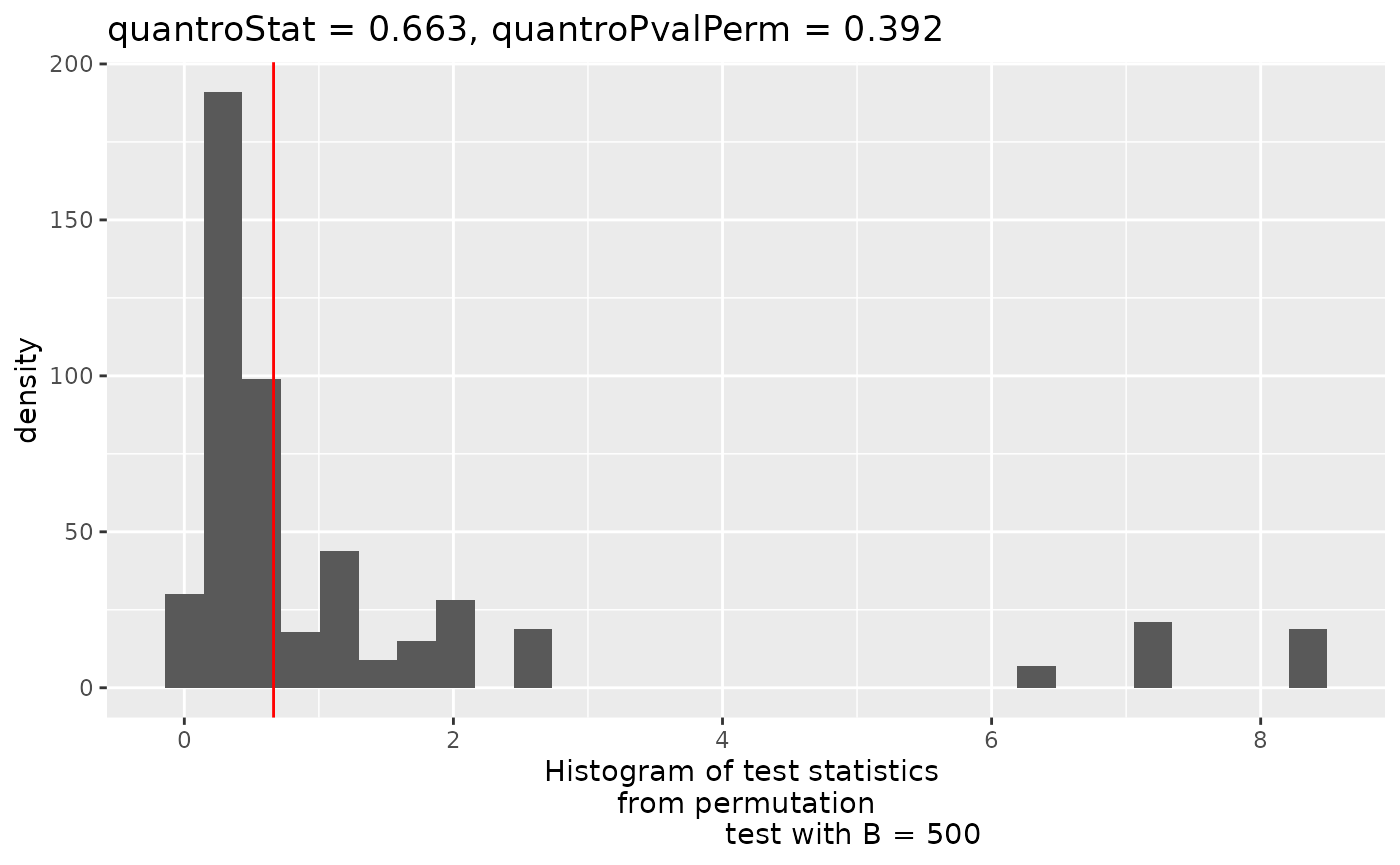 quantroStat = 0.663, quantroPvalPerm = 0.392
200
150
100
50
0
density
0 2 4 6 8
Histogram of test statistics
from permutation
test with B = 500